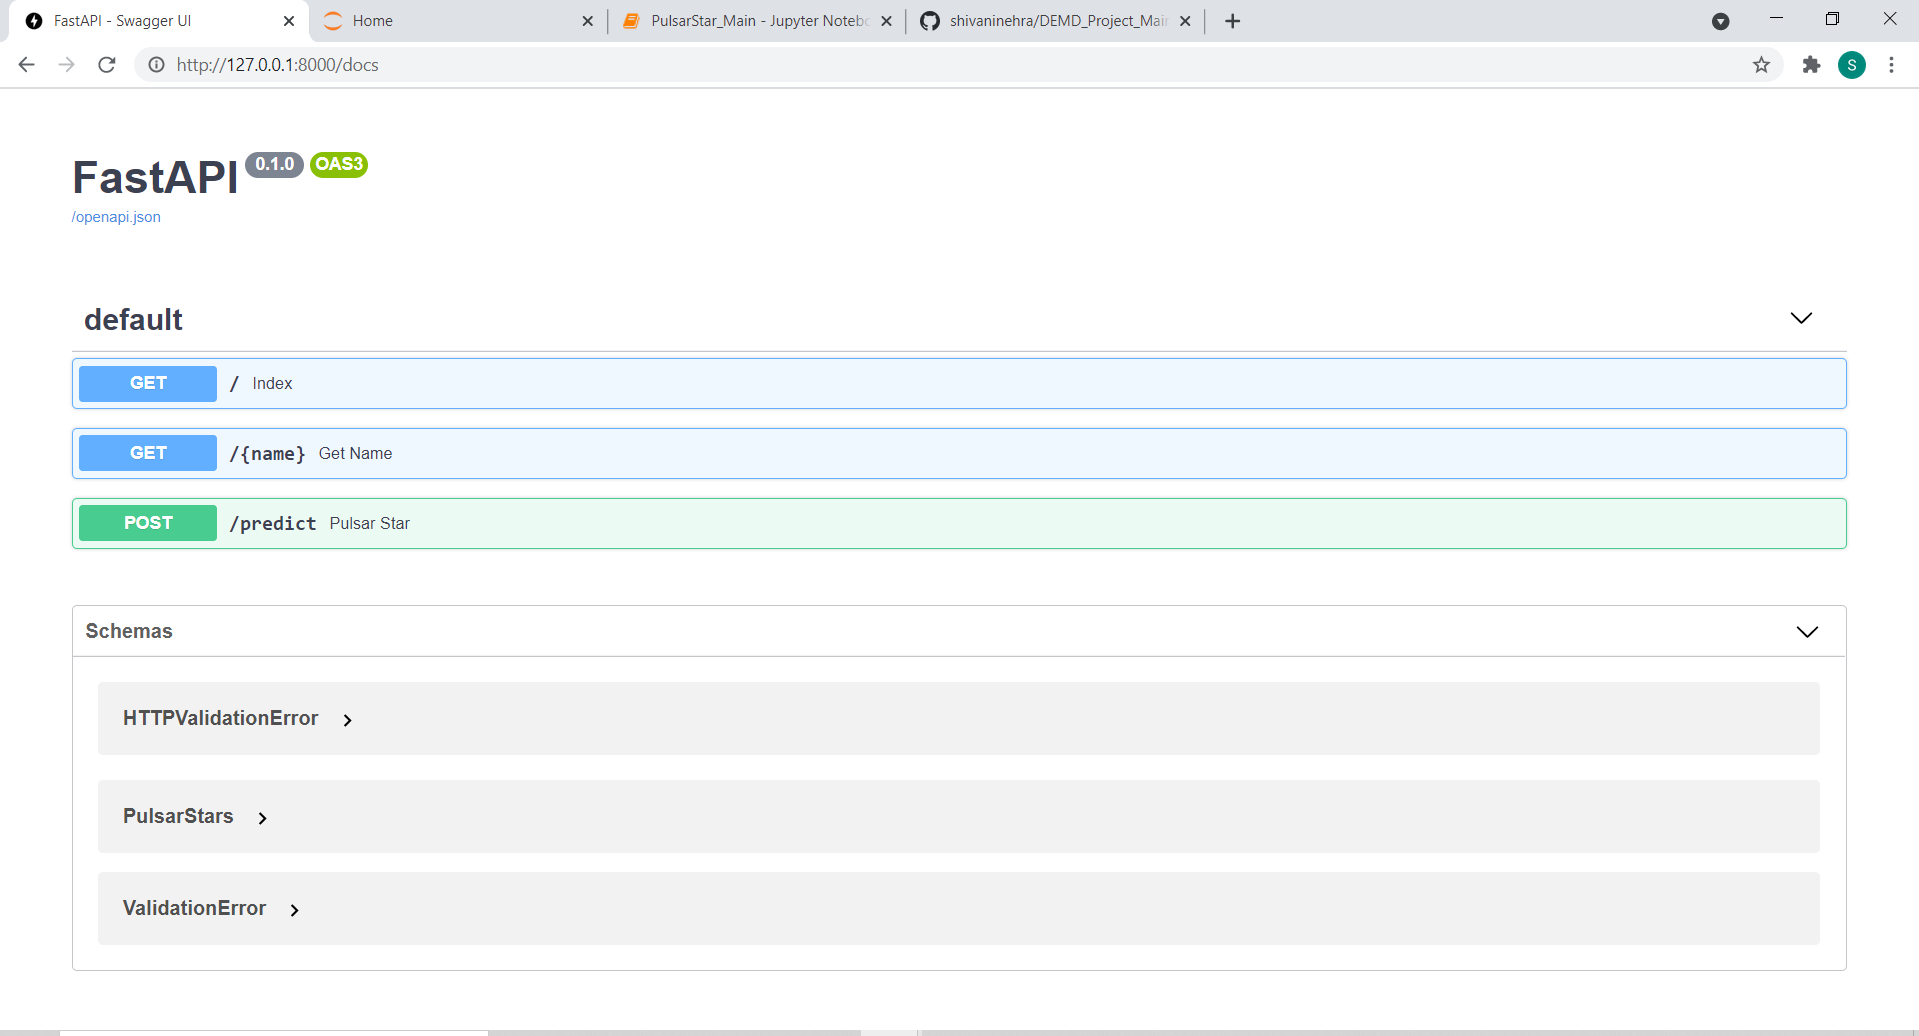 FastAPI - Swagger UI
Home
PulsarStar_Main - Jupyter Notebo
shivaninehra/DEMD_Project_Mai
http://127.0.0.1:8000/docs
S
FastAPI 0.1.0 OAS3
/openapi.json
default
GET / Index
GET /{name} Get Name
POST /predict Pulsar Star
Schemas
HTTPValidationError
PulsarStars
ValidationError